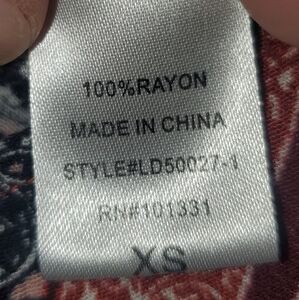 100%RAYON
MADE IN CHINA
STYLE#LD50027-1
RN#101331
XS